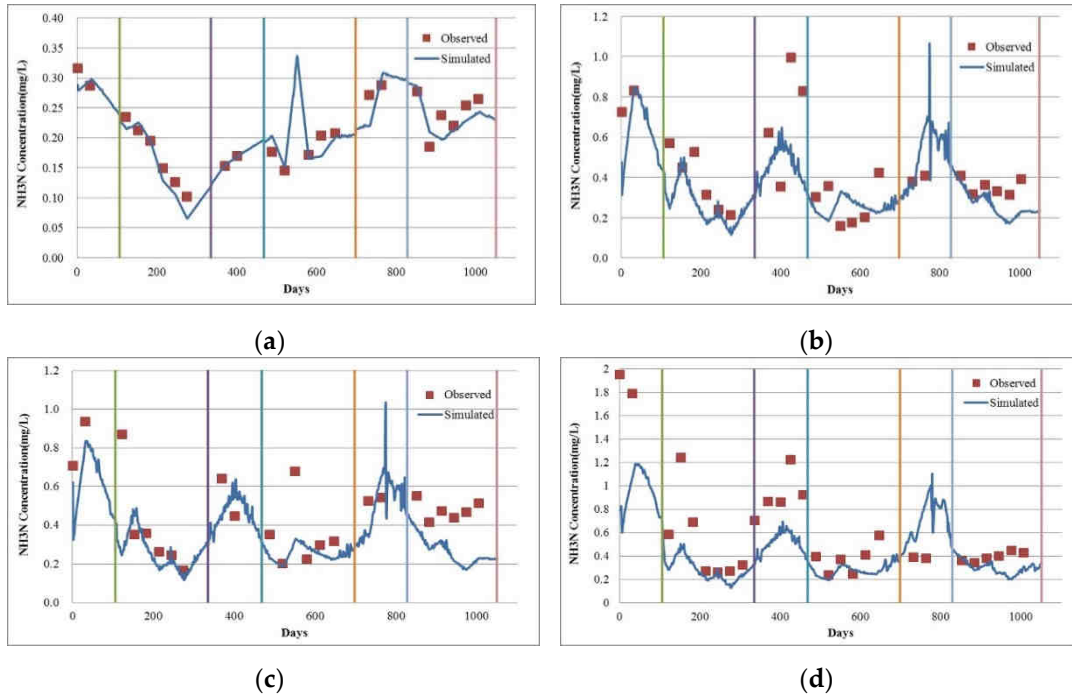 0.40
0.35
0.30
0.25
0.20
0.15
0.10
0.05
0.00
NH3N Concentration(mg/L)
Observed
Simulated
0 200 400 600 800 1000
Days
(a)
1.2
1.0
0.8
0.6
0.4
0.2
0.0
NH3N Concentration(mg/L)
Observed
Simulated
0 200 400 600 800 1000
Days
(b)
1.2
1.0
0.8
0.6
0.4
0.2
0.0
NH3N Concentration(mg/L)
Observed
Simulated
0 200 400 600 800 1000
Days
(c)
2
1.8
1.6
1.4
1.2
1
0.8
0.6
0.4
0.2
0
NH3N Concentration(mg/L)
Observed
Simulated
0 200 400 600 800 1000
Days
(d)